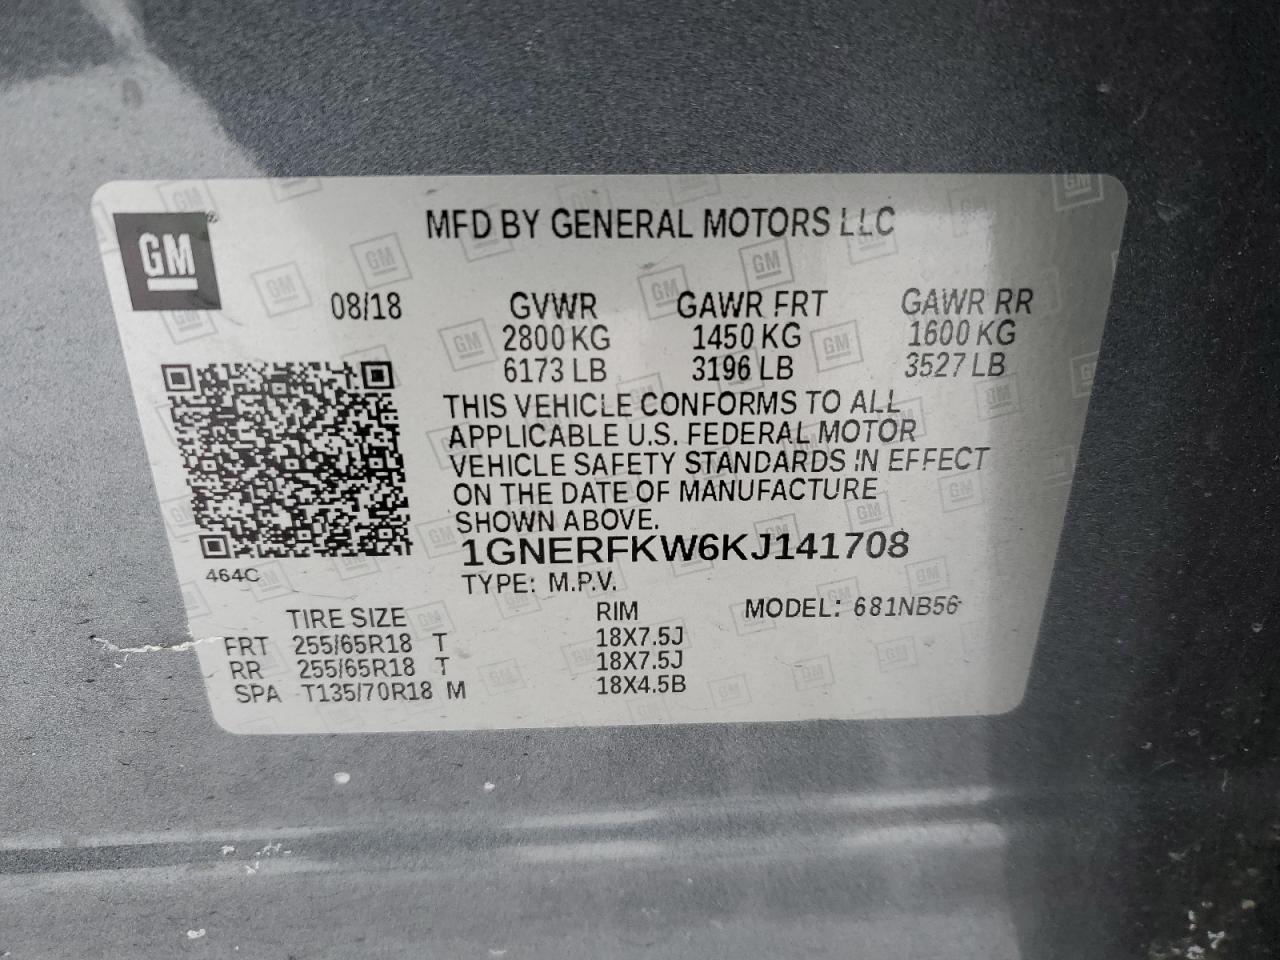 GM
MFD BY GENERAL MOTORS LLC
08/18 GVWR GAWR FRT GAWR RR
2800 KG 1450 KG 1600 KG
6173 LB 3196 LB 3527 LB
THIS VEHICLE CONFORMS TO ALL
APPLICABLE U.S. FEDERAL MOTOR
VEHICLE SAFETY STANDARDS IN EFFECT
ON THE DATE OF MANUFACTURE
SHOWN ABOVE.
1GNERFKW6KJ141708
464C
TYPE: M.P.V.
TIRE SIZE RIM MODEL: 681NB56
FRT 255/65R18 T 18X7.5J
RR 255/65R18 T 18X7.5J
SPA T135/70R18 M 18X4.5B